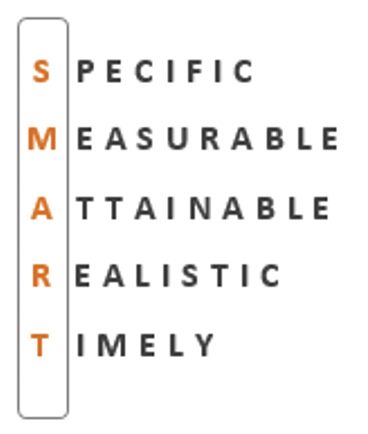 SPECIFIC
MEASURABLE
ATTAINABLE
REALISTIC
TIMELY